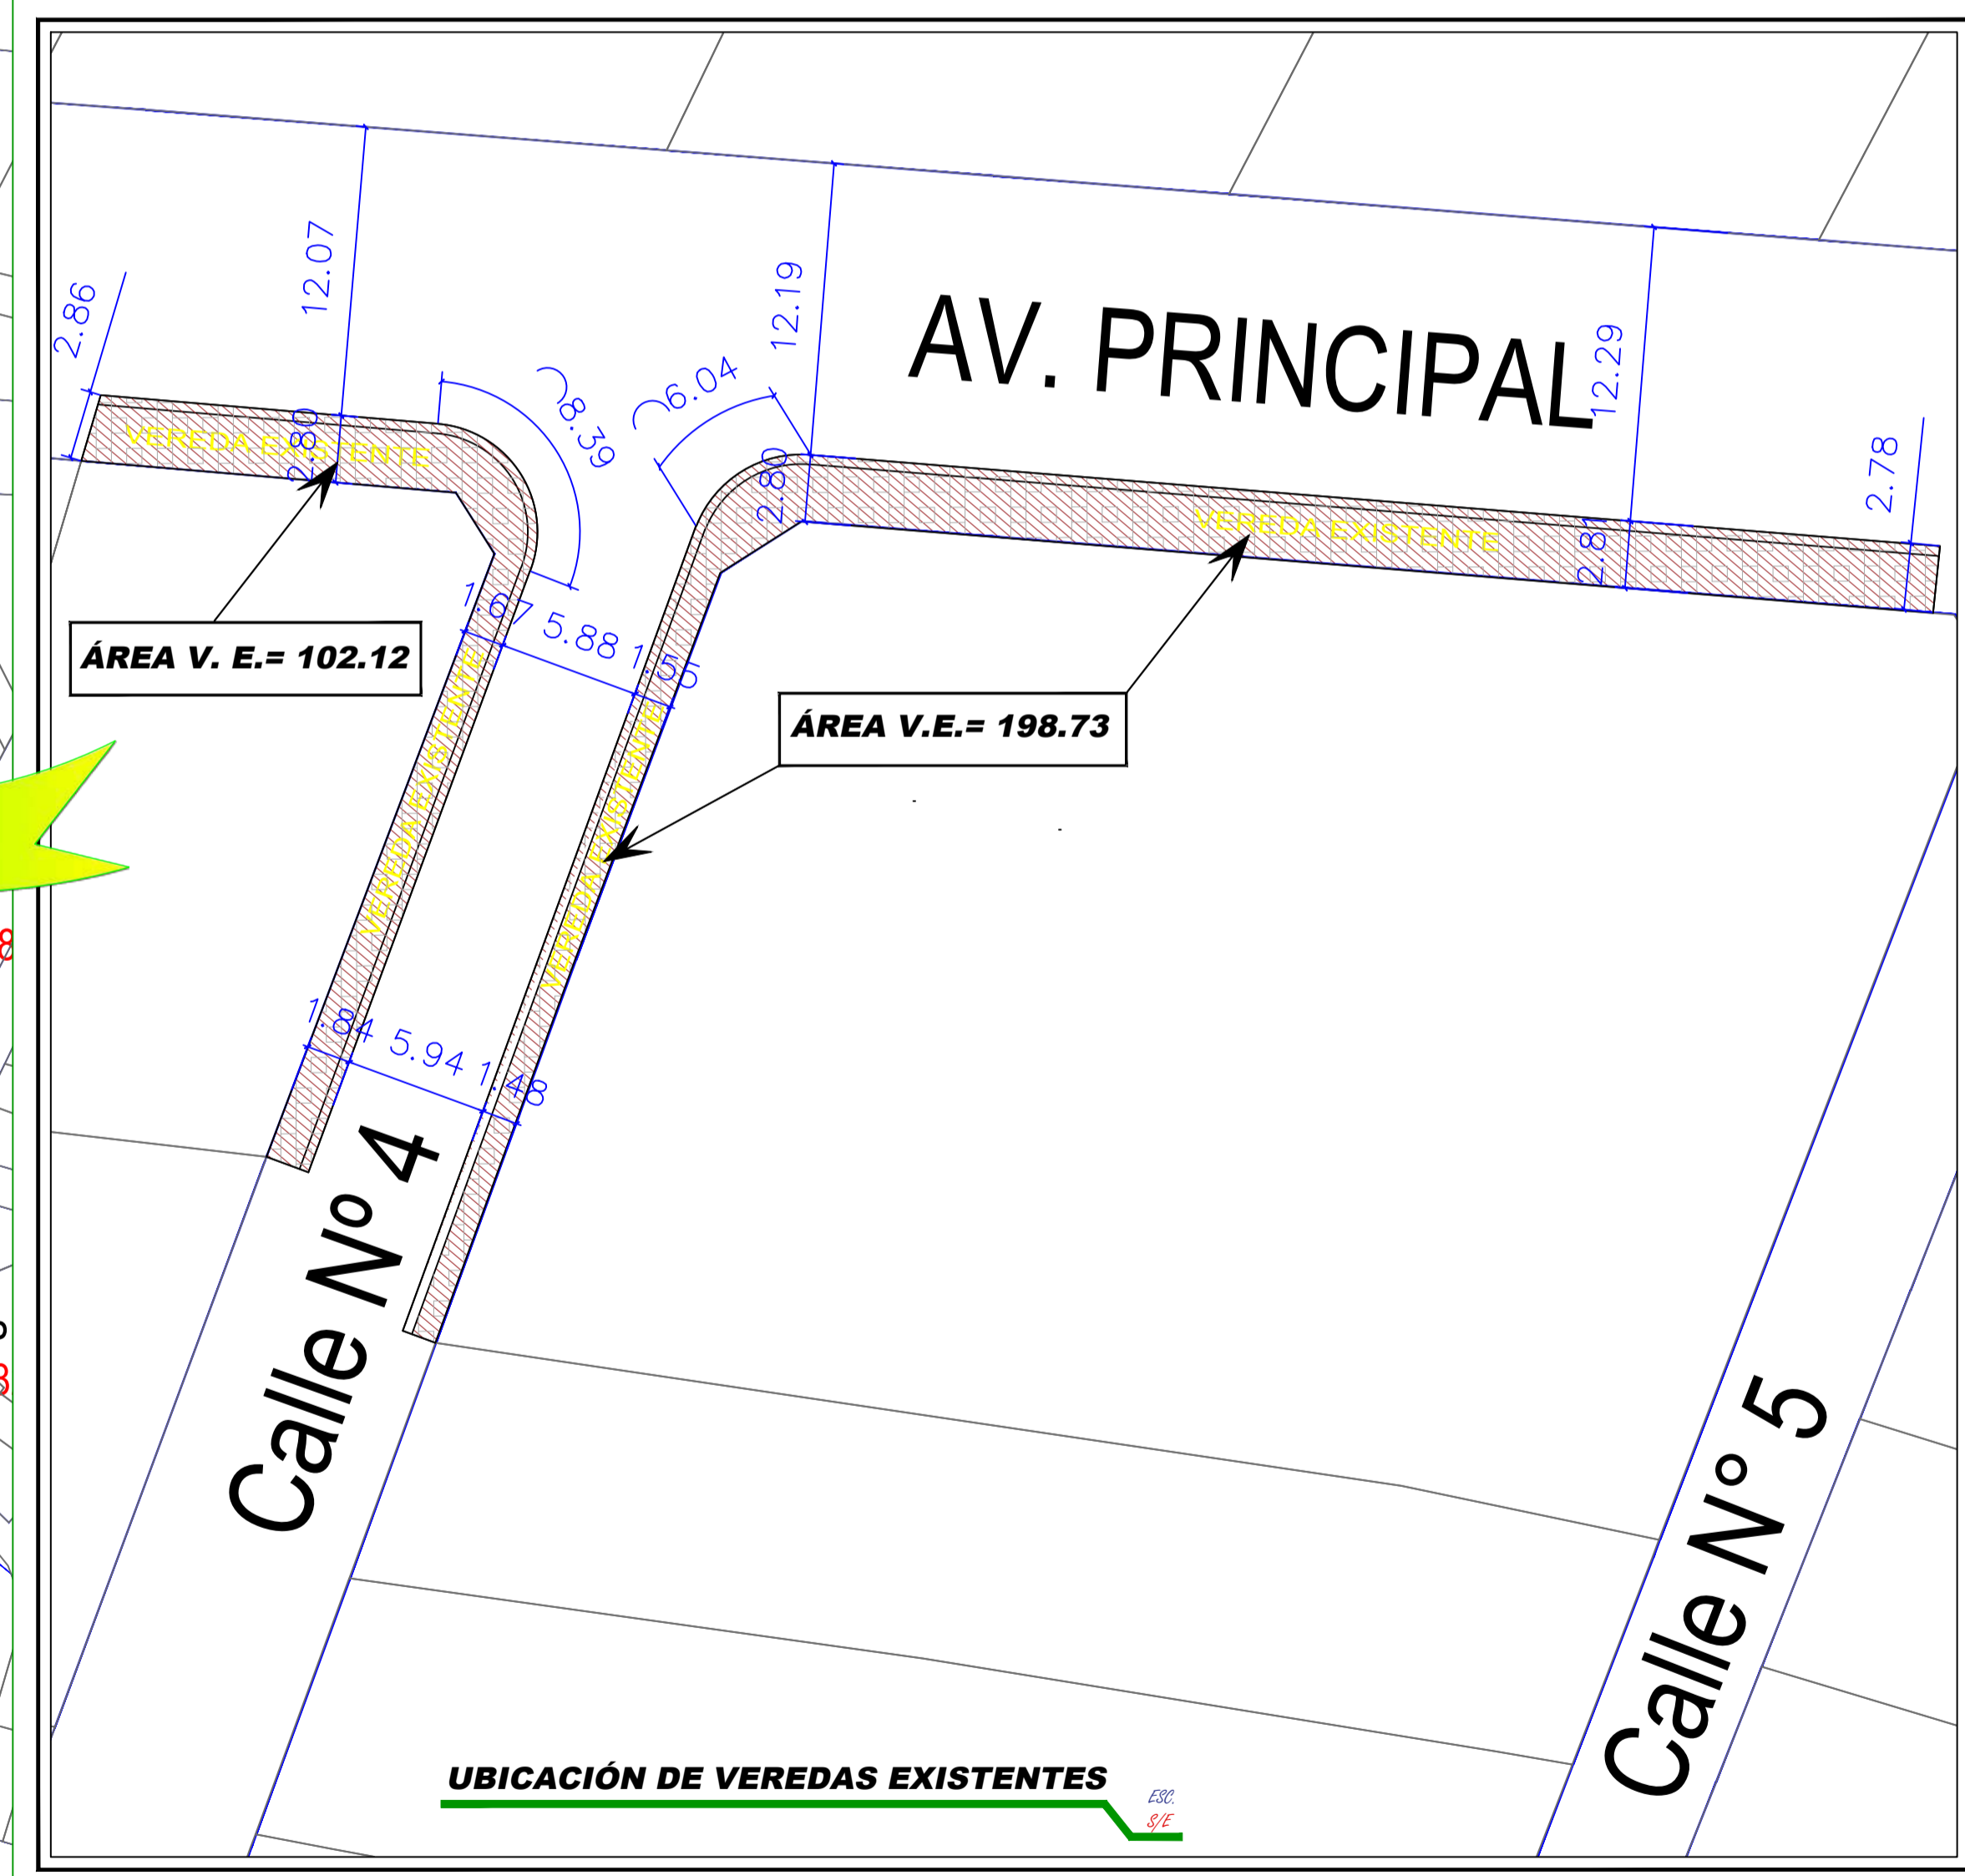 12.07
12.19
12.29
2.86
AV. PRINCIPAL
8.39
6.04
2.80
2.80
2.81
2.78
VEREDA EXISTENTE
VEREDA EXISTENTE
1.67 5.88 1.55
ÁREA V. E.= 102.12
ÁREA V.E.= 198.73
VEREDA EXISTENTE
VEREDA EXISTENTE
1.84 5.94 1.48
Calle Nº 4
Calle N° 5
UBICACIÓN DE VEREDAS EXISTENTES
ESC.
S/E